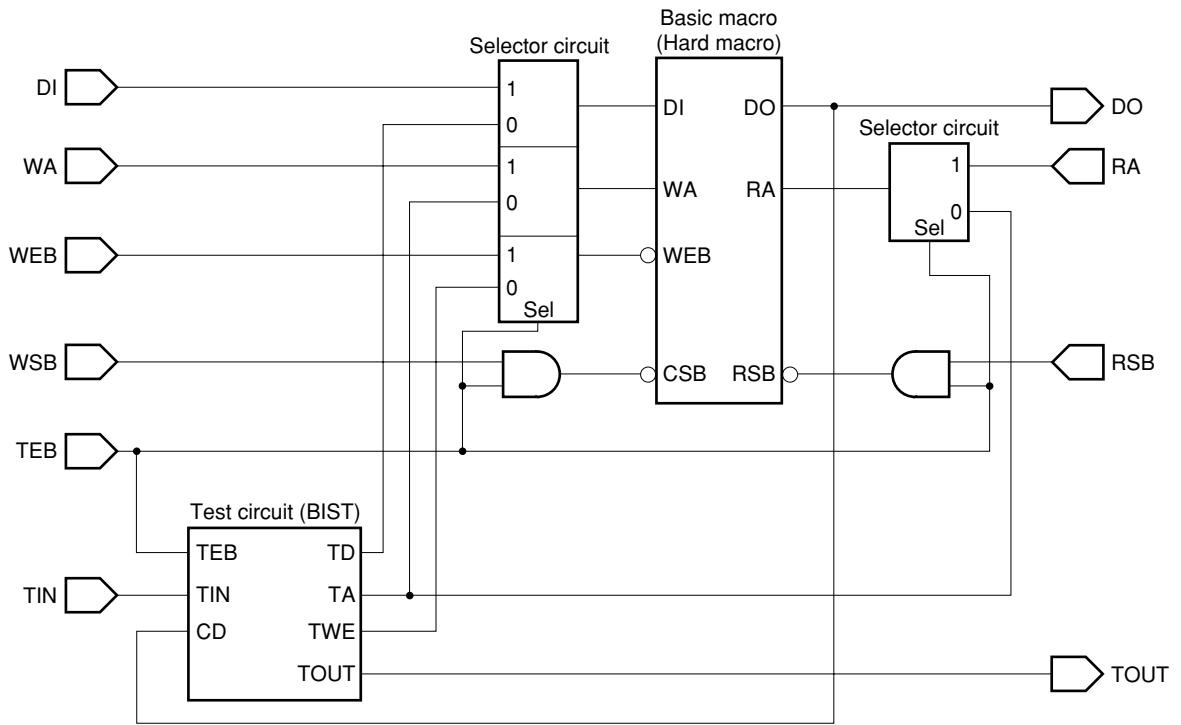 Basic macro
(Hard macro)
Selector circuit
DI
1
DI
DO
DO
0
Selector circuit
WA
1
WA
RA
1
RA
0
0
Sel
WEB
1
WEB
0
Sel
WSB
CSB
RSB
RSB
TEB
Test circuit (BIST)
TEB
TD
TIN
TIN
TA
CD
TWE
TOUT
TOUT